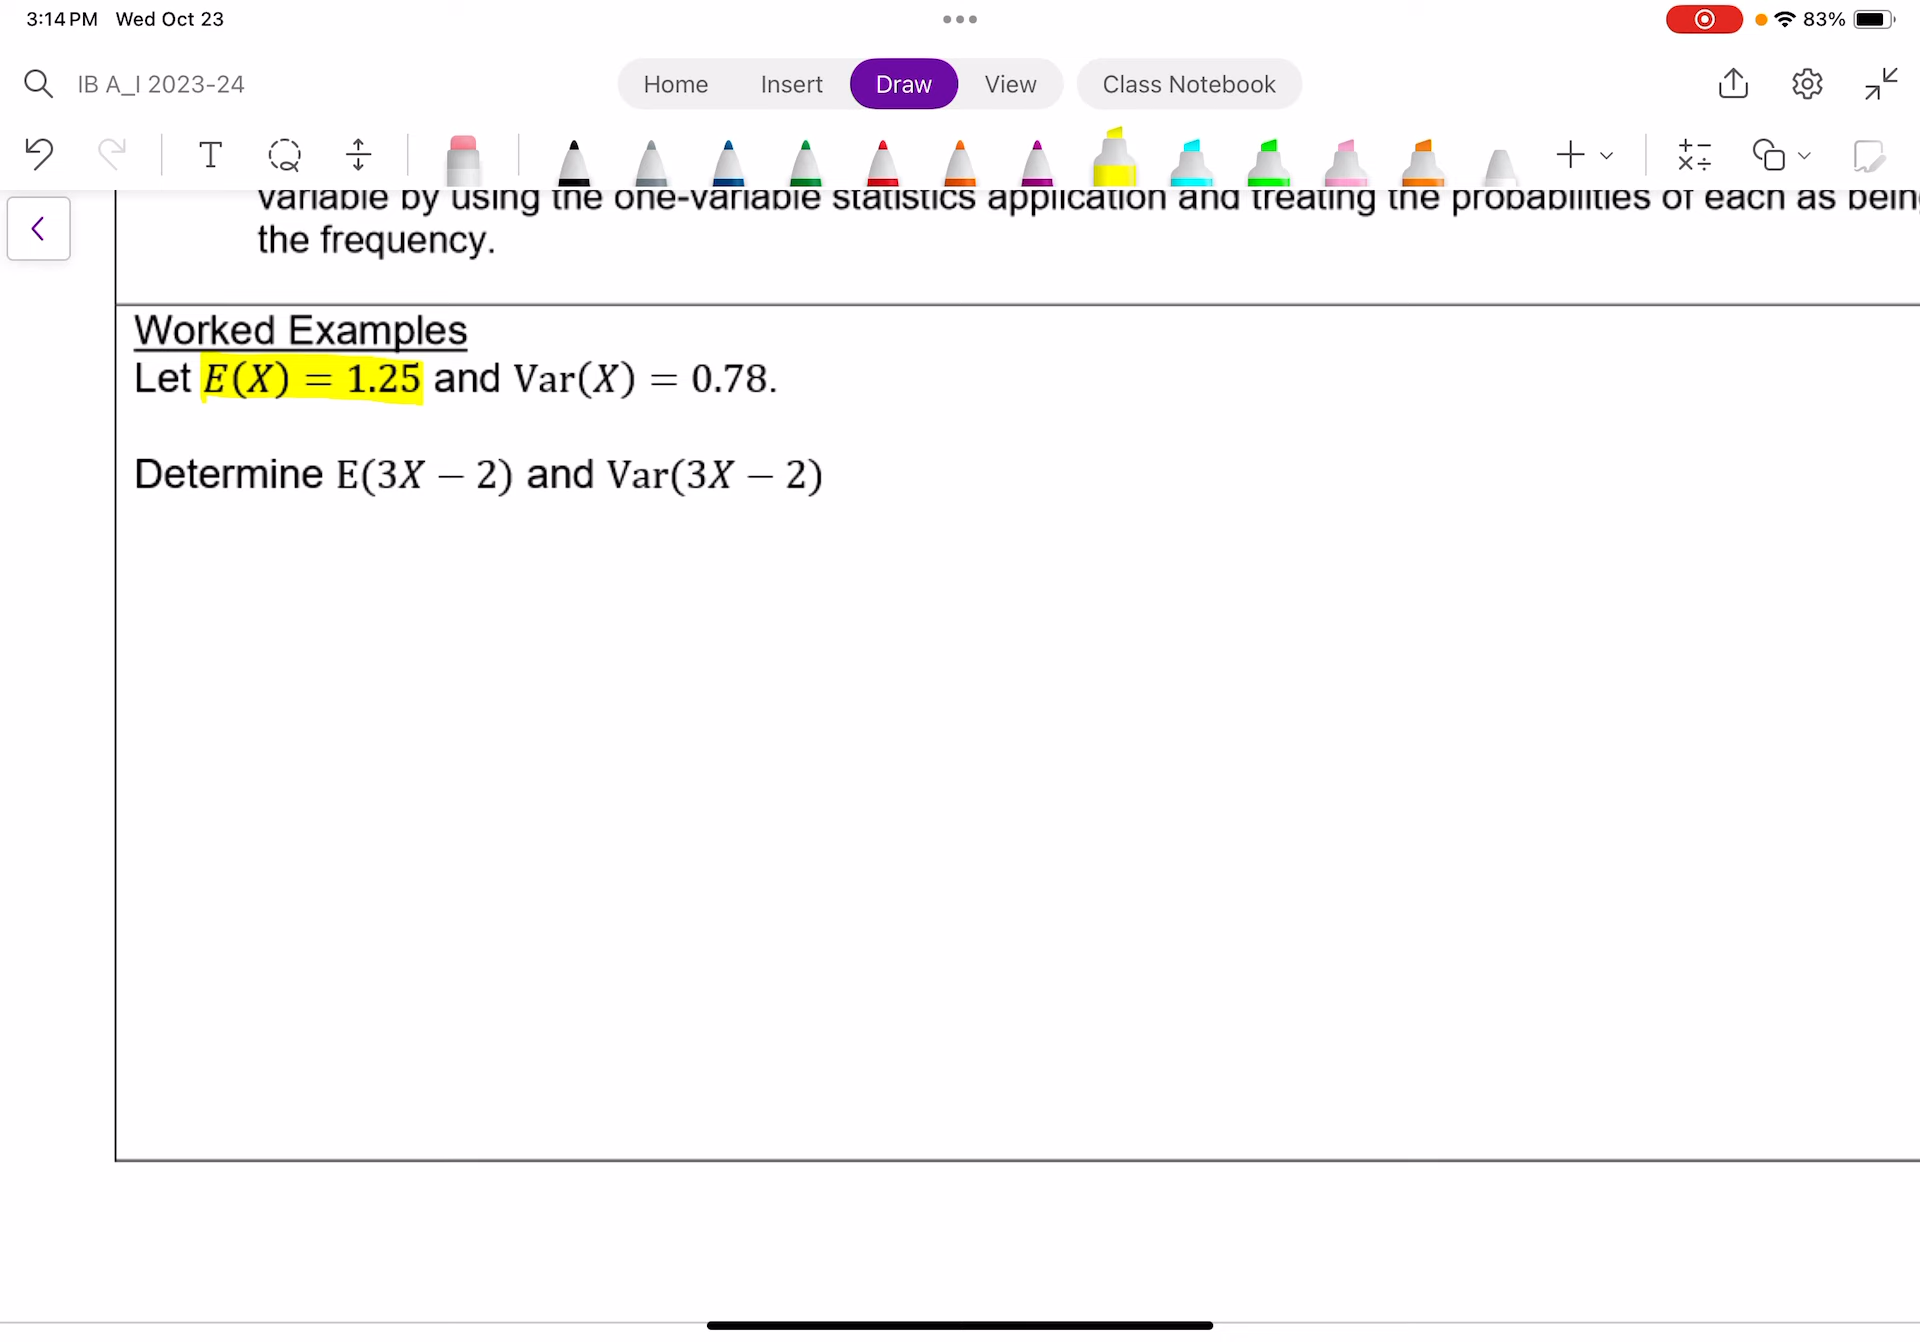 3:14 PM Wed Oct 23
83%
IB A_I 2023-24
Home Insert Draw View Class Notebook
T
variable by using the one-variable statistics application and treating the probabilities of each as bein
the frequency.
Worked Examples
Let E(X) = 1.25 and Var(X) = 0.78.
Determine E(3X − 2) and Var(3X − 2)